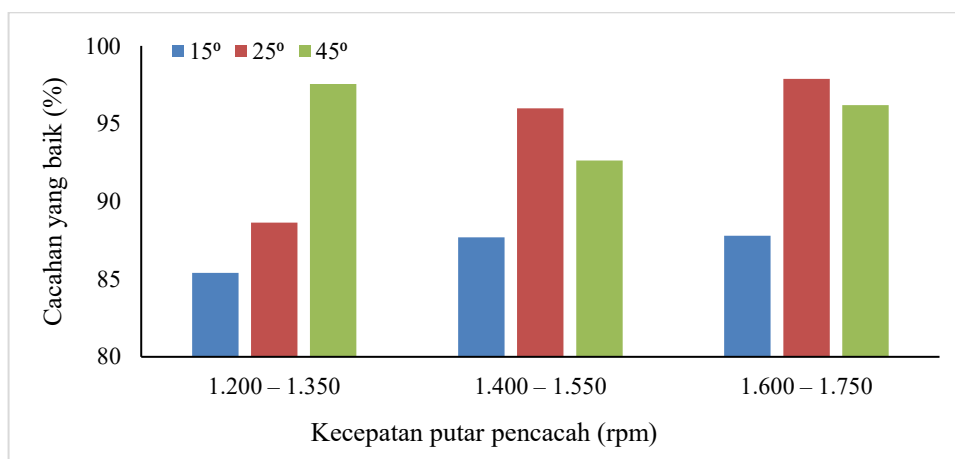 100
15º 25º 45º
95
90
85
80
Cacahan yang baik (%)
1.200 – 1.350 1.400 – 1.550 1.600 – 1.750
Kecepatan putar pencacah (rpm)